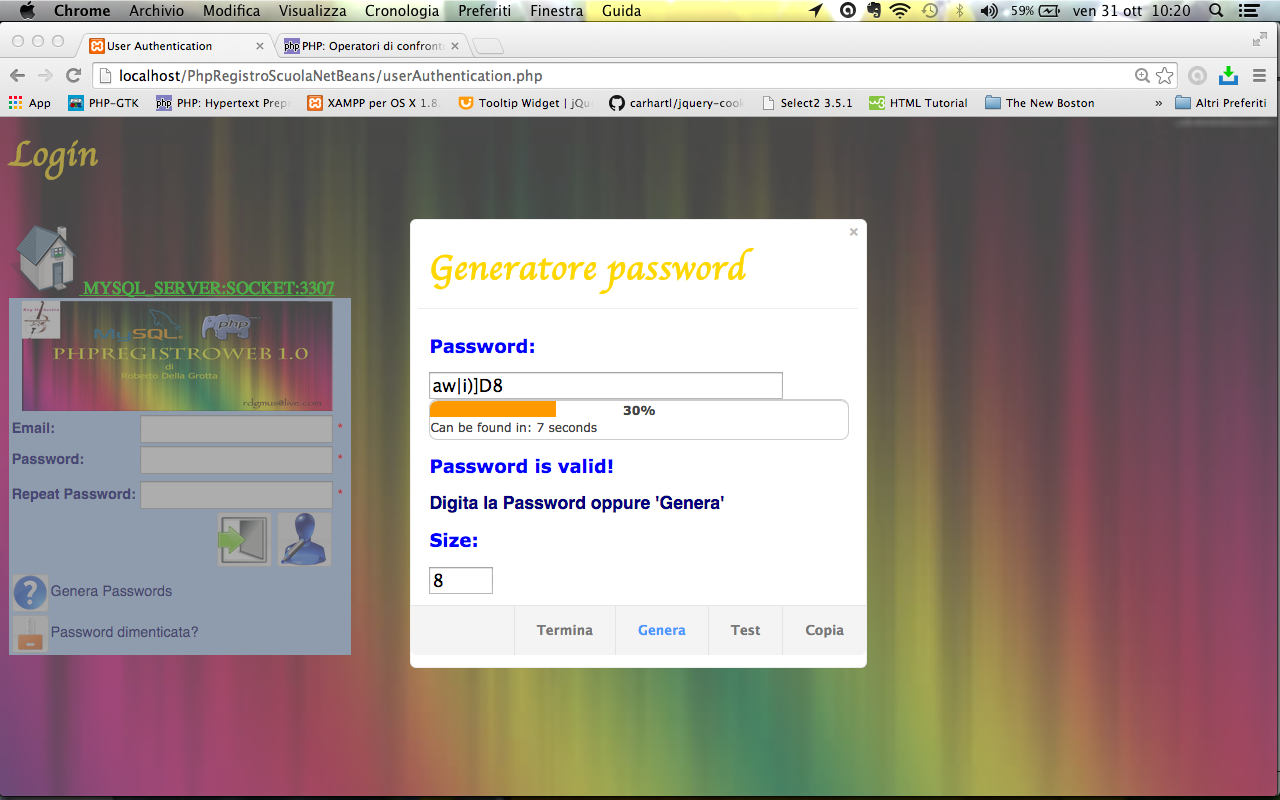 Chrome Archivio Modifica Visualizza Cronologia Preferiti Finestra Guida 59% ven 31 ott 10:20
User Authentication PHP: Operatori di confronto
localhost/PhpRegistroScuolaNetBeans/userAuthentication.php
App PHP-GTK PHP: Hypertext Prep XAMPP per OS X 1.8. Tooltip Widget | jQu carhartl/jquery-cook Select2 3.5.1 HTML Tutorial The New Boston » Altri Preferiti
Login
MYSQL_SERVER:SOCKET:3307
MySQL php
PHPREGISTROWEB 1.0
di
Roberto Della Grotta
rdgmus@live.com
Email: *
Password: *
Repeat Password: *
Genera Passwords
Password dimenticata?
×
Generatore password
Password:
aw|i)]D8
30%
Can be found in: 7 seconds
Password is valid!
Digita la Password oppure 'Genera'
Size:
8
Termina Genera Test Copia